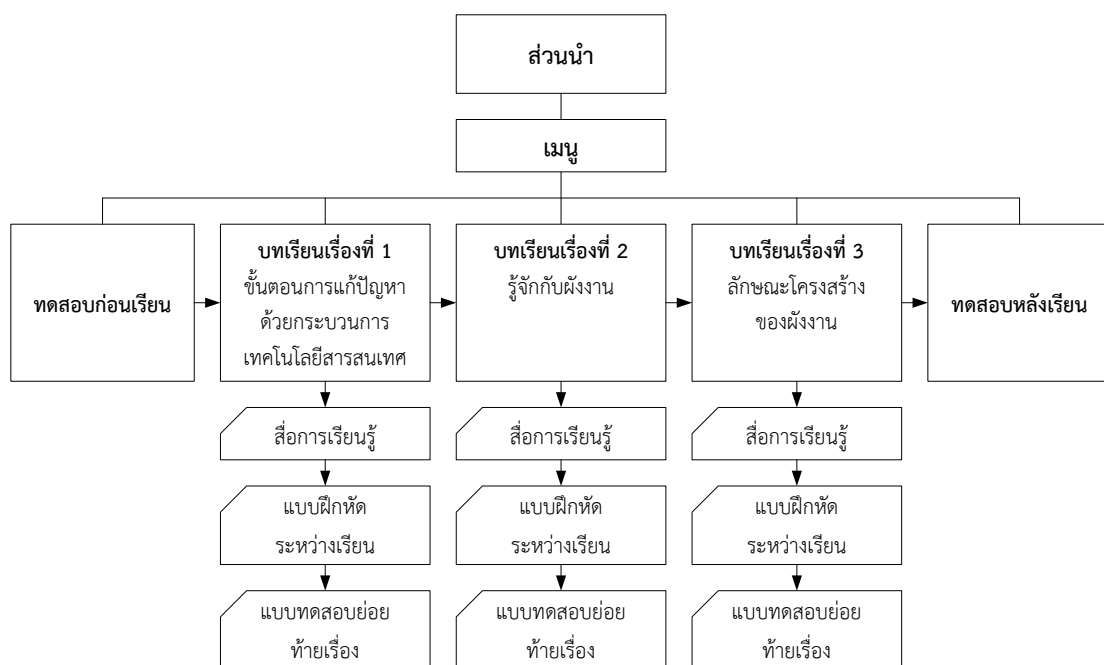 ส่วนนำ
เมนู
ทดสอบก่อนเรียน
บทเรียนเรื่องที่ 1
ขั้นตอนการแก้ปัญหา
ด้วยกระบวนการ
เทคโนโลยีสารสนเทศ
บทเรียนเรื่องที่ 2
รู้จักกับผังงาน
บทเรียนเรื่องที่ 3
ลักษณะโครงสร้าง
ของผังงาน
ทดสอบหลังเรียน
สื่อการเรียนรู้
สื่อการเรียนรู้
สื่อการเรียนรู้
แบบฝึกหัด
ระหว่างเรียน
แบบฝึกหัด
ระหว่างเรียน
แบบฝึกหัด
ระหว่างเรียน
แบบทดสอบย่อย
ท้ายเรื่อง
แบบทดสอบย่อย
ท้ายเรื่อง
แบบทดสอบย่อย
ท้ายเรื่อง